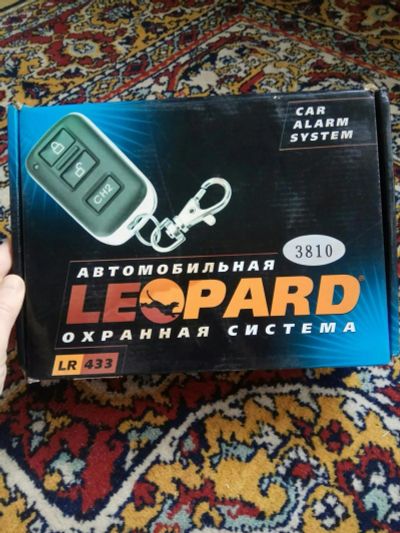 CAR
ALARM
SYSTEM
CH2
3810
АВТОМОБИЛЬНАЯ
LEOPARD®
ОХРАННАЯ СИСТЕМА
LR 433